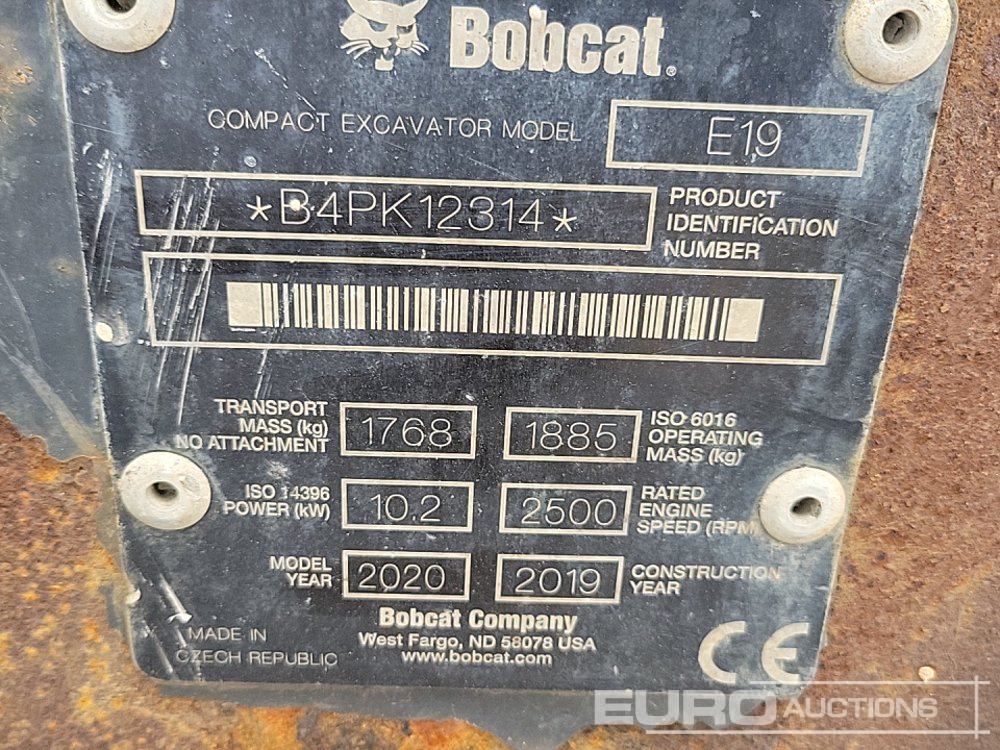 Bobcat®
COMPACT EXCAVATOR MODEL E19
*B4PK12314*
PRODUCT
IDENTIFICATION
NUMBER
TRANSPORT
MASS (kg)
NO ATTACHMENT
1768
1885
ISO 6016
OPERATING
MASS (kg)
ISO 14396
POWER (kW)
10.2
2500
RATED
ENGINE
SPEED (RPM)
MODEL
YEAR
2020
2019
CONSTRUCTION
YEAR
Bobcat Company
West Fargo, ND 58078 USA
www.bobcat.com
MADE IN
CZECH REPUBLIC
CE
EURO AUCTIONS